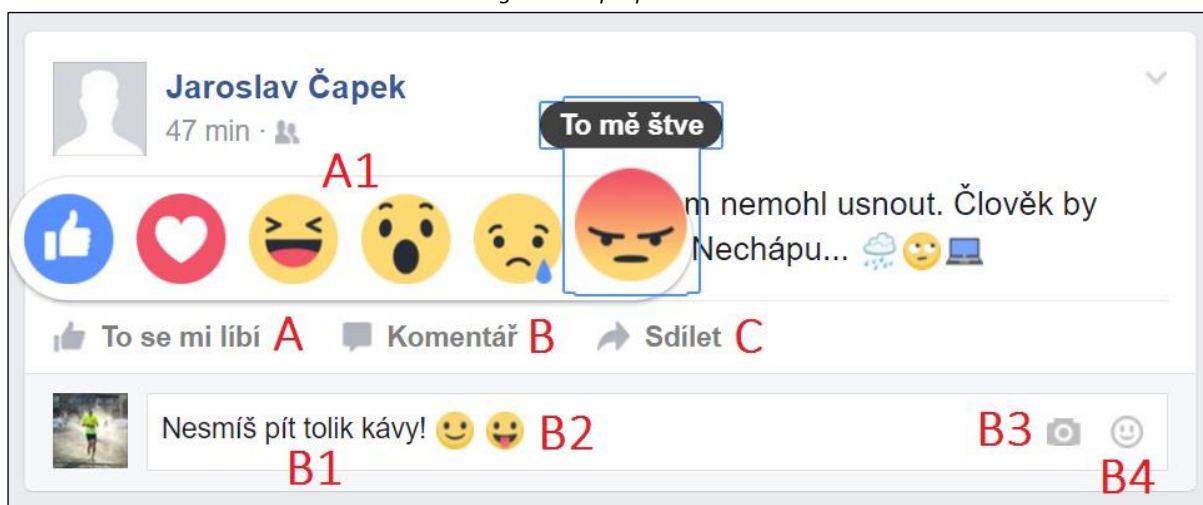 Jaroslav Čapek
47 min ·
To mě štve
A1
m nemohl usnout. Člověk by
Nechápu...
To se mi líbí A Komentář B Sdílet C
Nesmíš pít tolik kávy! B2 B3
B1 B4